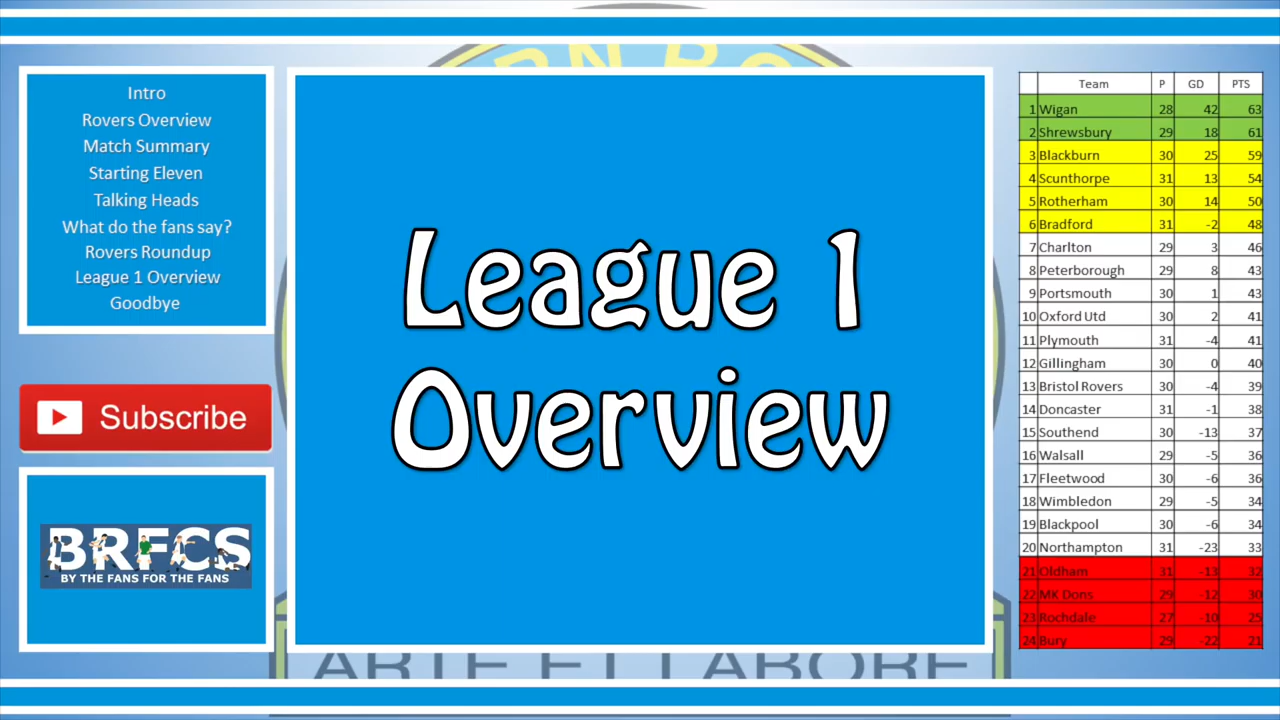 RN RO
Intro
Rovers Overview
Match Summary
Starting Eleven
Talking Heads
What do the fans say?
Rovers Roundup
League 1 Overview
Goodbye
Subscribe
BRFCS
BY THE FANS FOR THE FANS
League 1
Overview
Team P GD PTS
1 Wigan 28 42 63
2 Shrewsbury 29 18 61
3 Blackburn 30 25 59
4 Scunthorpe 31 13 54
5 Rotherham 30 14 50
6 Bradford 31 -2 48
7 Charlton 29 3 46
8 Peterborough 29 8 43
9 Portsmouth 30 1 43
10 Oxford Utd 30 2 41
11 Plymouth 31 -4 41
12 Gillingham 30 0 40
13 Bristol Rovers 30 -4 39
14 Doncaster 31 -1 38
15 Southend 30 -13 37
16 Walsall 29 -5 36
17 Fleetwood 30 -6 36
18 Wimbledon 29 -5 34
19 Blackpool 30 -6 34
20 Northampton 31 -23 33
21 Oldham 31 -13 32
22 MK Dons 29 -12 30
23 Rochdale 27 -10 25
24 Bury 29 -22 21
ARTE ET LABORE